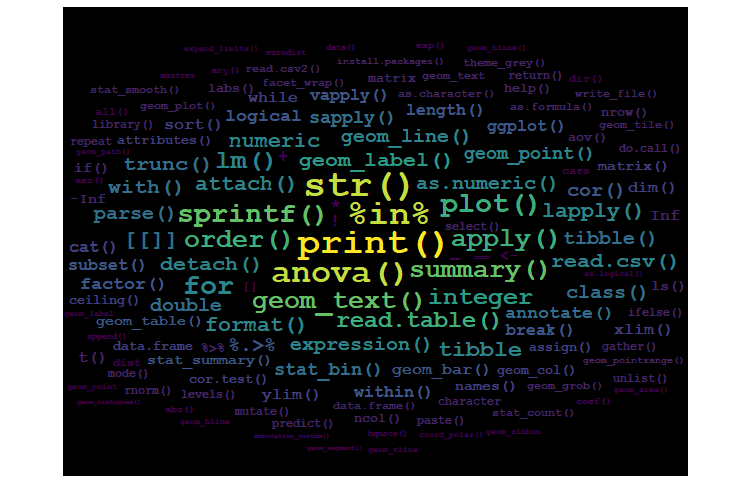 expand_limits() eurodist data() exp() geom_hline()
install.packages() theme_grey()
any() read.csv2() matrix geom_text return() dir()
stat_smooth() labs() facet_wrap() as.character() help() write_file()
while vapply()
all() geom_plot() logical sapply() length() as.formula() nrow()
library() sort() ggplot() geom_tile()
repeat attributes() numeric geom_line() aov() do.call()
geom_path() + geom_label() geom_point()
if() trunc() lm() cars matrix()
max() with() attach() str() as.numeric() cor() dim()
-Inf
parse() sprintf() * %in% plot() lapply() Inf
! select()
cat() [[]] order() print() apply() tibble()
_ == <-
subset() detach() anova() summary() read.csv()
as.logical()
factor() for [] ls()
ceiling() double geom_text() integer class()
geom_label geom_table() format() read.table() annotate() ifelse()
append() break() xlim()
data.frame %>% %.>% expression() tibble assign() gather()
t() dist stat_summary() geom_pointrange()
mode() cor.test() stat_bin() geom_bar() geom_col() unlist()
geom_point rnorm() levels() ylim() within() names() geom_grob() geom_area()
geom_histogram() abs() mutate() data.frame() character stat_count() coef()
geom_hline predict() ncol() paste()
annotation_custom() bquote() coord_polar() geom_ribbon
geom_segment() geom_vline